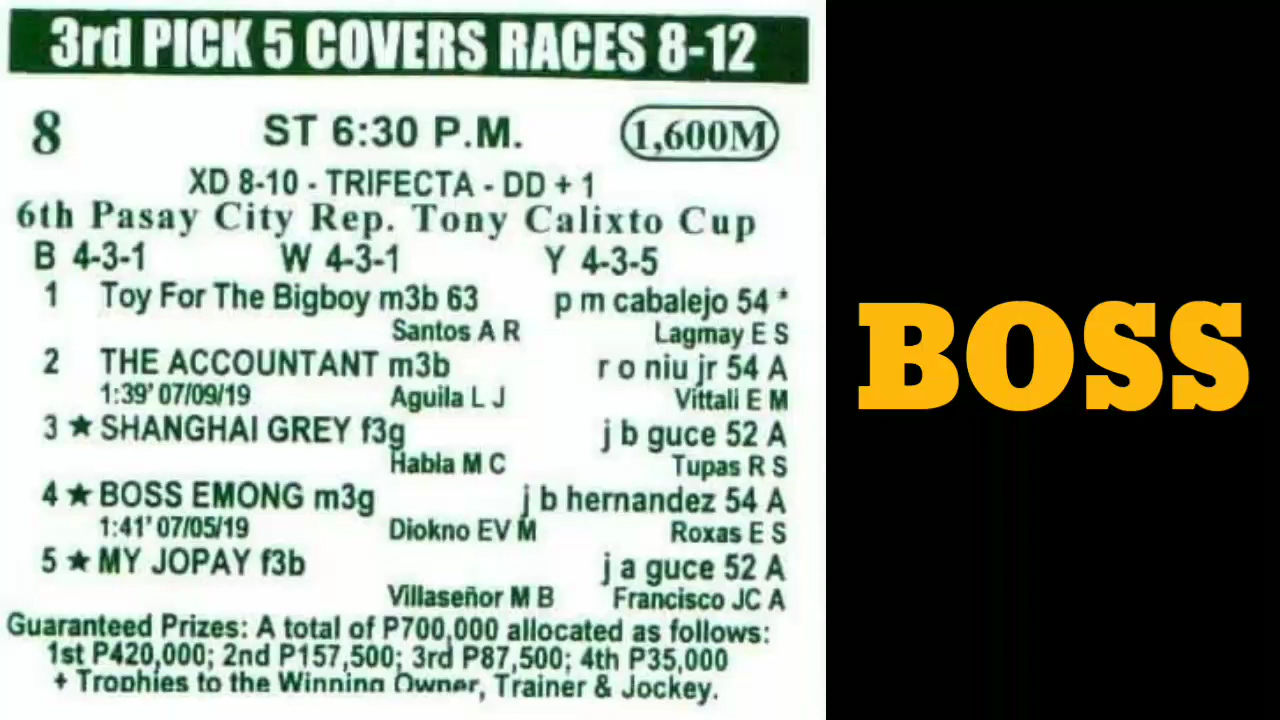 3rd PICK 5 COVERS RACES 8-12
8 ST 6:30 P.M. 1,600M
XD 8-10 - TRIFECTA - DD + 1
6th Pasay City Rep. Tony Calixto Cup
B 4-3-1 W 4-3-1 Y 4-3-5
1 Toy For The Bigboy m3b 63 p m cabalejo 54 *
Santos A R Lagmay E S
2 THE ACCOUNTANT m3b r o niu jr 54 A
1:39' 07/09/19 Aguila L J Vittali E M
3 ★ SHANGHAI GREY f3g j b guce 52 A
Habla M C Tupas R S
4 ★ BOSS EMONG m3g j b hernandez 54 A
1:41' 07/05/19 Diokno EV M Roxas E S
5 ★ MY JOPAY f3b j a guce 52 A
Villaseñor M B Francisco JC A
Guaranteed Prizes: A total of P700,000 allocated as follows:
1st P420,000; 2nd P157,500; 3rd P87,500; 4th P35,000
+ Trophies to the Winning Owner, Trainer & Jockey.
BOSS